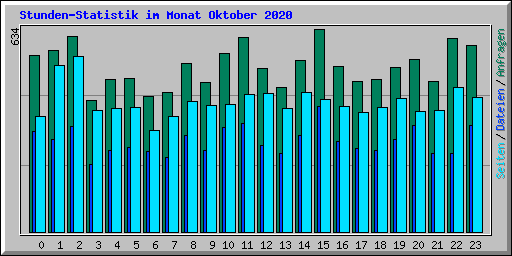 Stunden-Statistik im Monat Oktober 2020
634
Seiten / Dateien / Anfragen
0 1 2 3 4 5 6 7 8 9 10 11 12 13 14 15 16 17 18 19 20 21 22 23